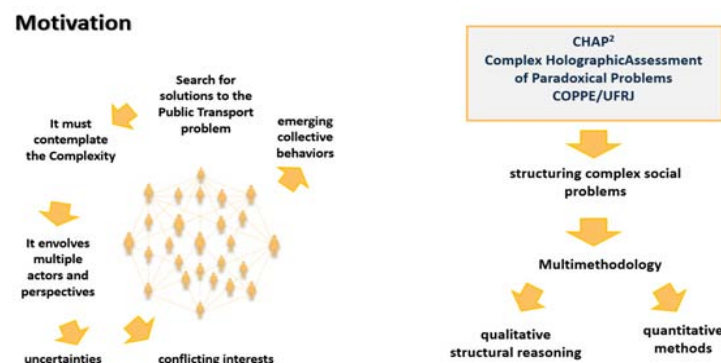 Motivation
Search for
solutions to the
Public Transport
problem
It must
contemplate
the Complexity
emerging
collective
behaviors
It envolves
multiple
actors and
perspectives
uncertainties
conflicting interests
CHAP²
Complex HolographicAssessment
of Paradoxical Problems
COPPE/UFRJ
structuring complex social
problems
Multimethodology
qualitative
structural reasoning
quantitative
methods